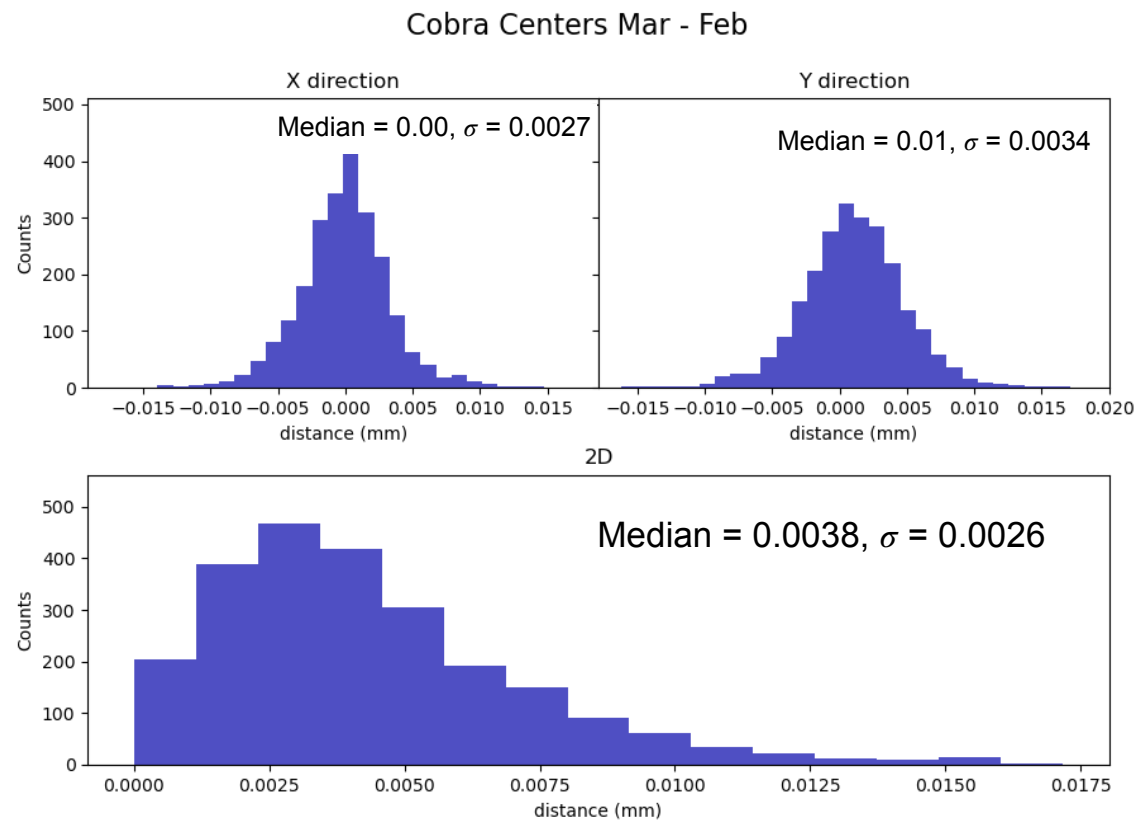 Cobra Centers Mar - Feb
X direction
Y direction
Median = 0.00, σ = 0.0027
Median = 0.01, σ = 0.0034
500
400
300
200
100
0
Counts
−0.015 −0.010 −0.005 0.000 0.005 0.010 0.015
−0.015 −0.010 −0.005 0.000 0.005 0.010 0.015 0.020
distance (mm)
distance (mm)
2D
Median = 0.0038, σ = 0.0026
500
400
300
200
100
0
Counts
0.0000 0.0025 0.0050 0.0075 0.0100 0.0125 0.0150 0.0175
distance (mm)